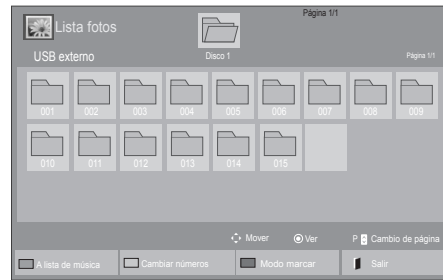 Página 1/1
Lista fotos
USB externo
Disco 1
Página 1/1
001 002 003 004 005 006 007 008 009
010 011 012 013 014 015
Mover Ver P Cambio de página
A lista de música Cambiar números Modo marcar Salir